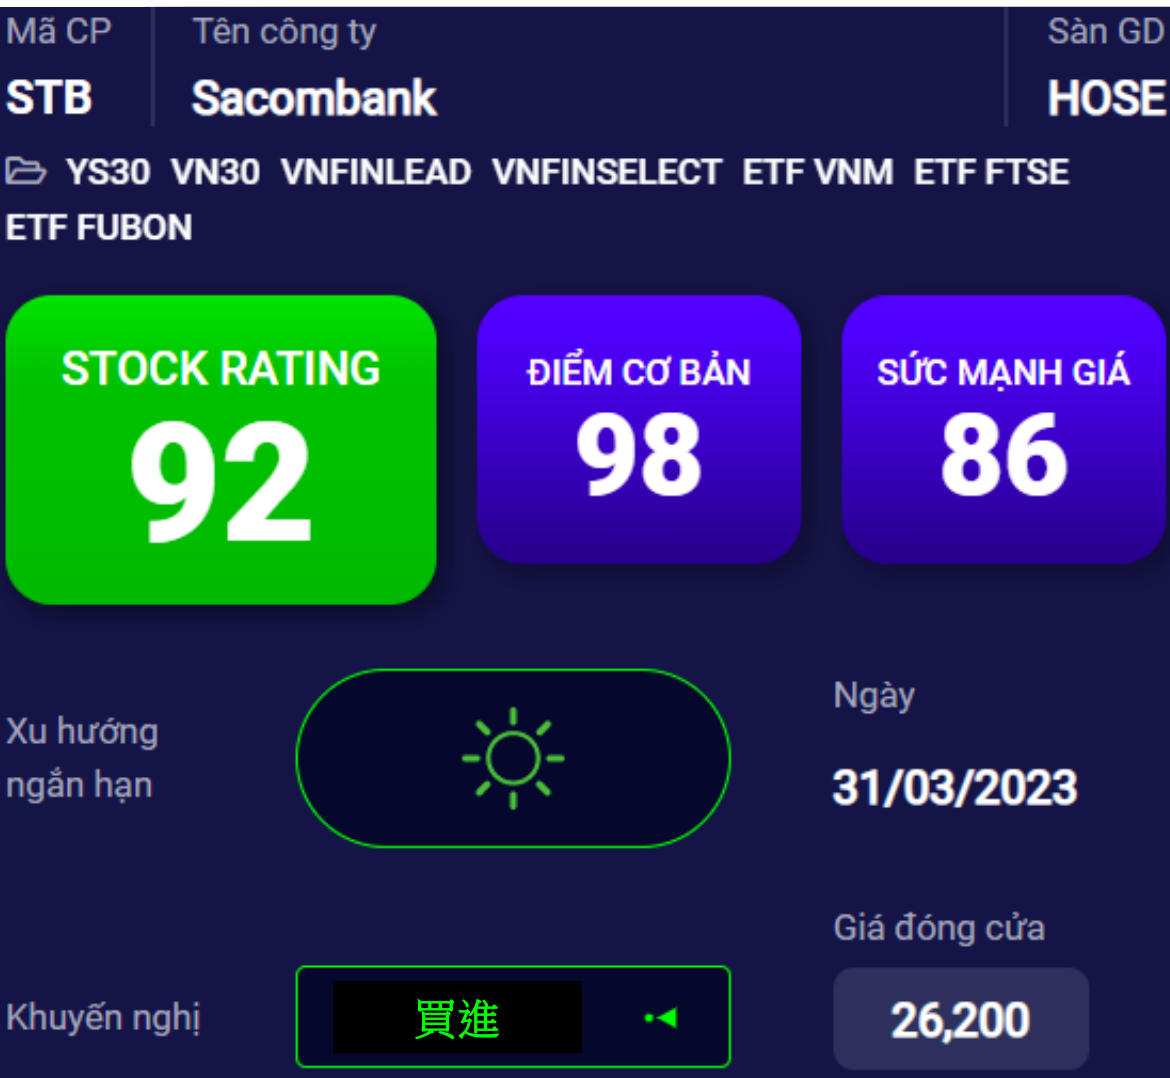 Mã CP
Tên công ty
Sàn GD
STB
Sacombank
HOSE
YS30 VN30 VNFINLEAD VNFINSELECT ETF VNM ETF FTSE
ETF FUBON
STOCK RATING
92
ĐIỂM CƠ BẢN
98
SỨC MẠNH GIÁ
86
Xu hướng
ngắn hạn
Ngày
31/03/2023
Giá đóng cửa
Khuyến nghị
買進
26,200